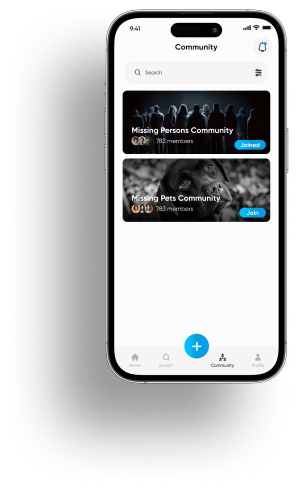 9:41
Community
Search
Missing Persons Community
783 members
Joined
Missing Pets Community
783 members
Join
+
Home
Search
Community
Profile